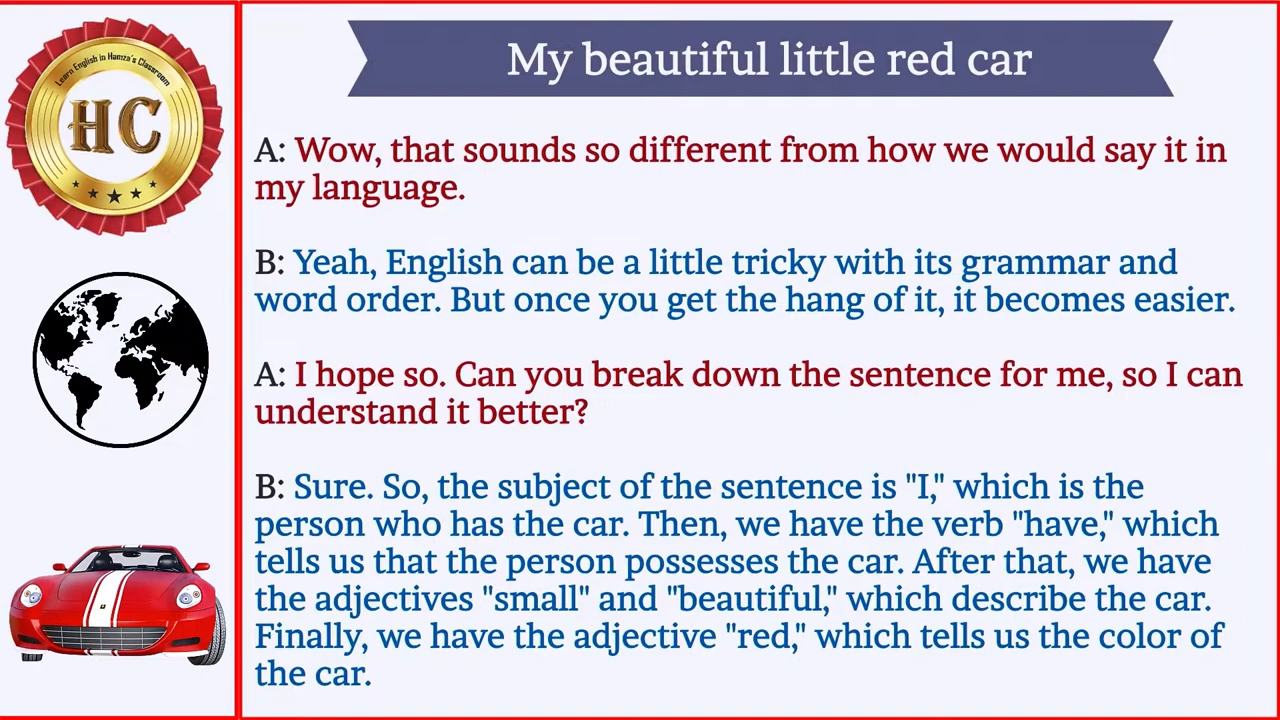 Learn English in Hamza's Classroom
HC
My beautiful little red car
A: Wow, that sounds so different from how we would say it in
my language.
B: Yeah, English can be a little tricky with its grammar and
word order. But once you get the hang of it, it becomes easier.
A: I hope so. Can you break down the sentence for me, so I can
understand it better?
B: Sure. So, the subject of the sentence is "I," which is the
person who has the car. Then, we have the verb "have," which
tells us that the person possesses the car. After that, we have
the adjectives "small" and "beautiful," which describe the car.
Finally, we have the adjective "red," which tells us the color of
the car.